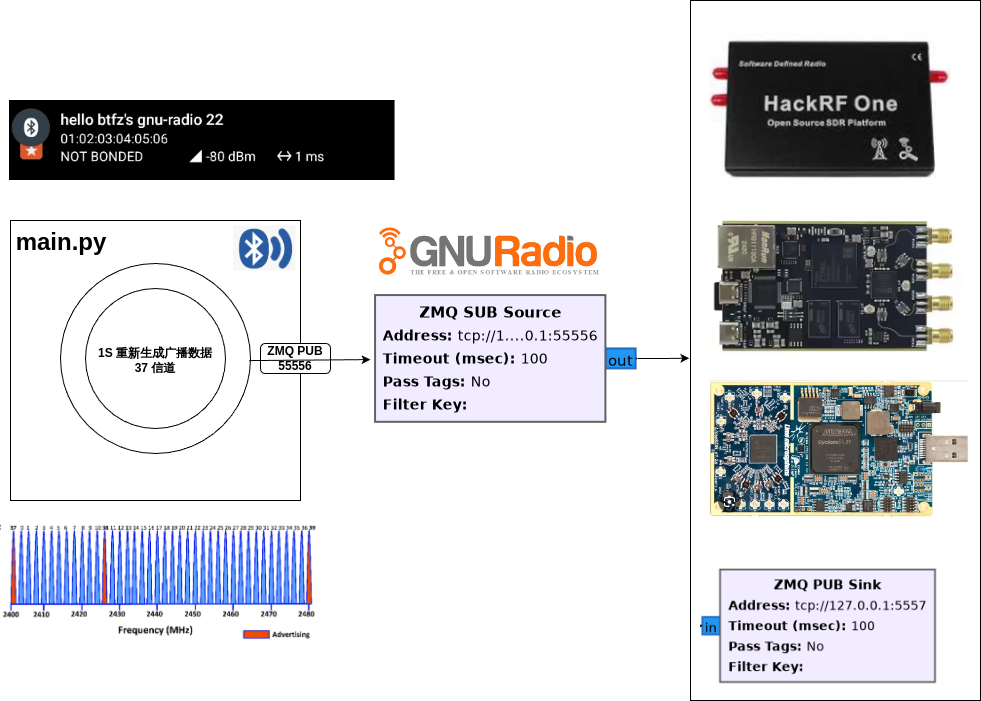 hello btfz's gnu-radio 22
01:02:03:04:05:06
NOT BONDED
-80 dBm
1 ms
main.py
1S 重新生成广播数据
37 信道
ZMQ PUB
55556
GNURadio
THE FREE & OPEN SOFTWARE RADIO ECOSYSTEM
ZMQ SUB Source
Address: tcp://1....0.1:55556
Timeout (msec): 100
Pass Tags: No
Filter Key:
out
Software Defined Radio
CE
HackRF One
Open Source SDR Platform
ALTERA
Cyclone IV
in
ZMQ PUB Sink
Address: tcp://127.0.0.1:5557
Timeout (msec): 100
Pass Tags: No
Filter Key:
37 0 1 2 3 4 5 6 7 8 9 10 38 11 12 13 14 15 16 17 18 19 20 21 22 23 24 25 26 27 28 29 30 31 32 33 34 35 36 39
2400 2410 2420 2430 2440 2450 2460 2470 2480
Frequency (MHz)
Advertising